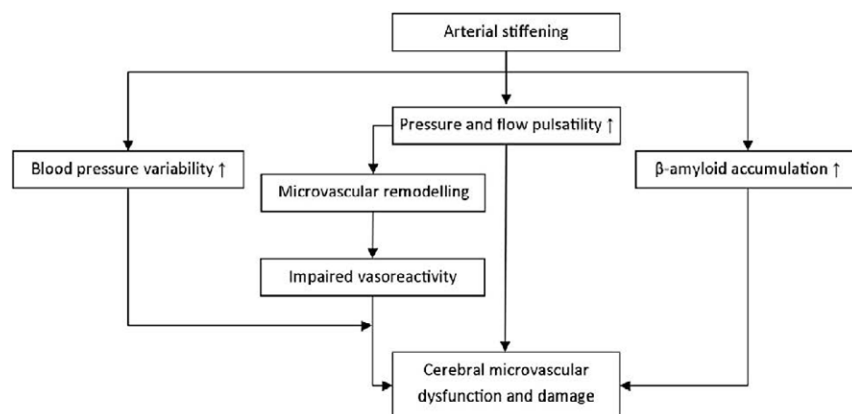 Arterial stiffening
Pressure and flow pulsatility ↑
Blood pressure variability ↑
β-amyloid accumulation ↑
Microvascular remodelling
Impaired vasoreactivity
Cerebral microvascular
dysfunction and damage